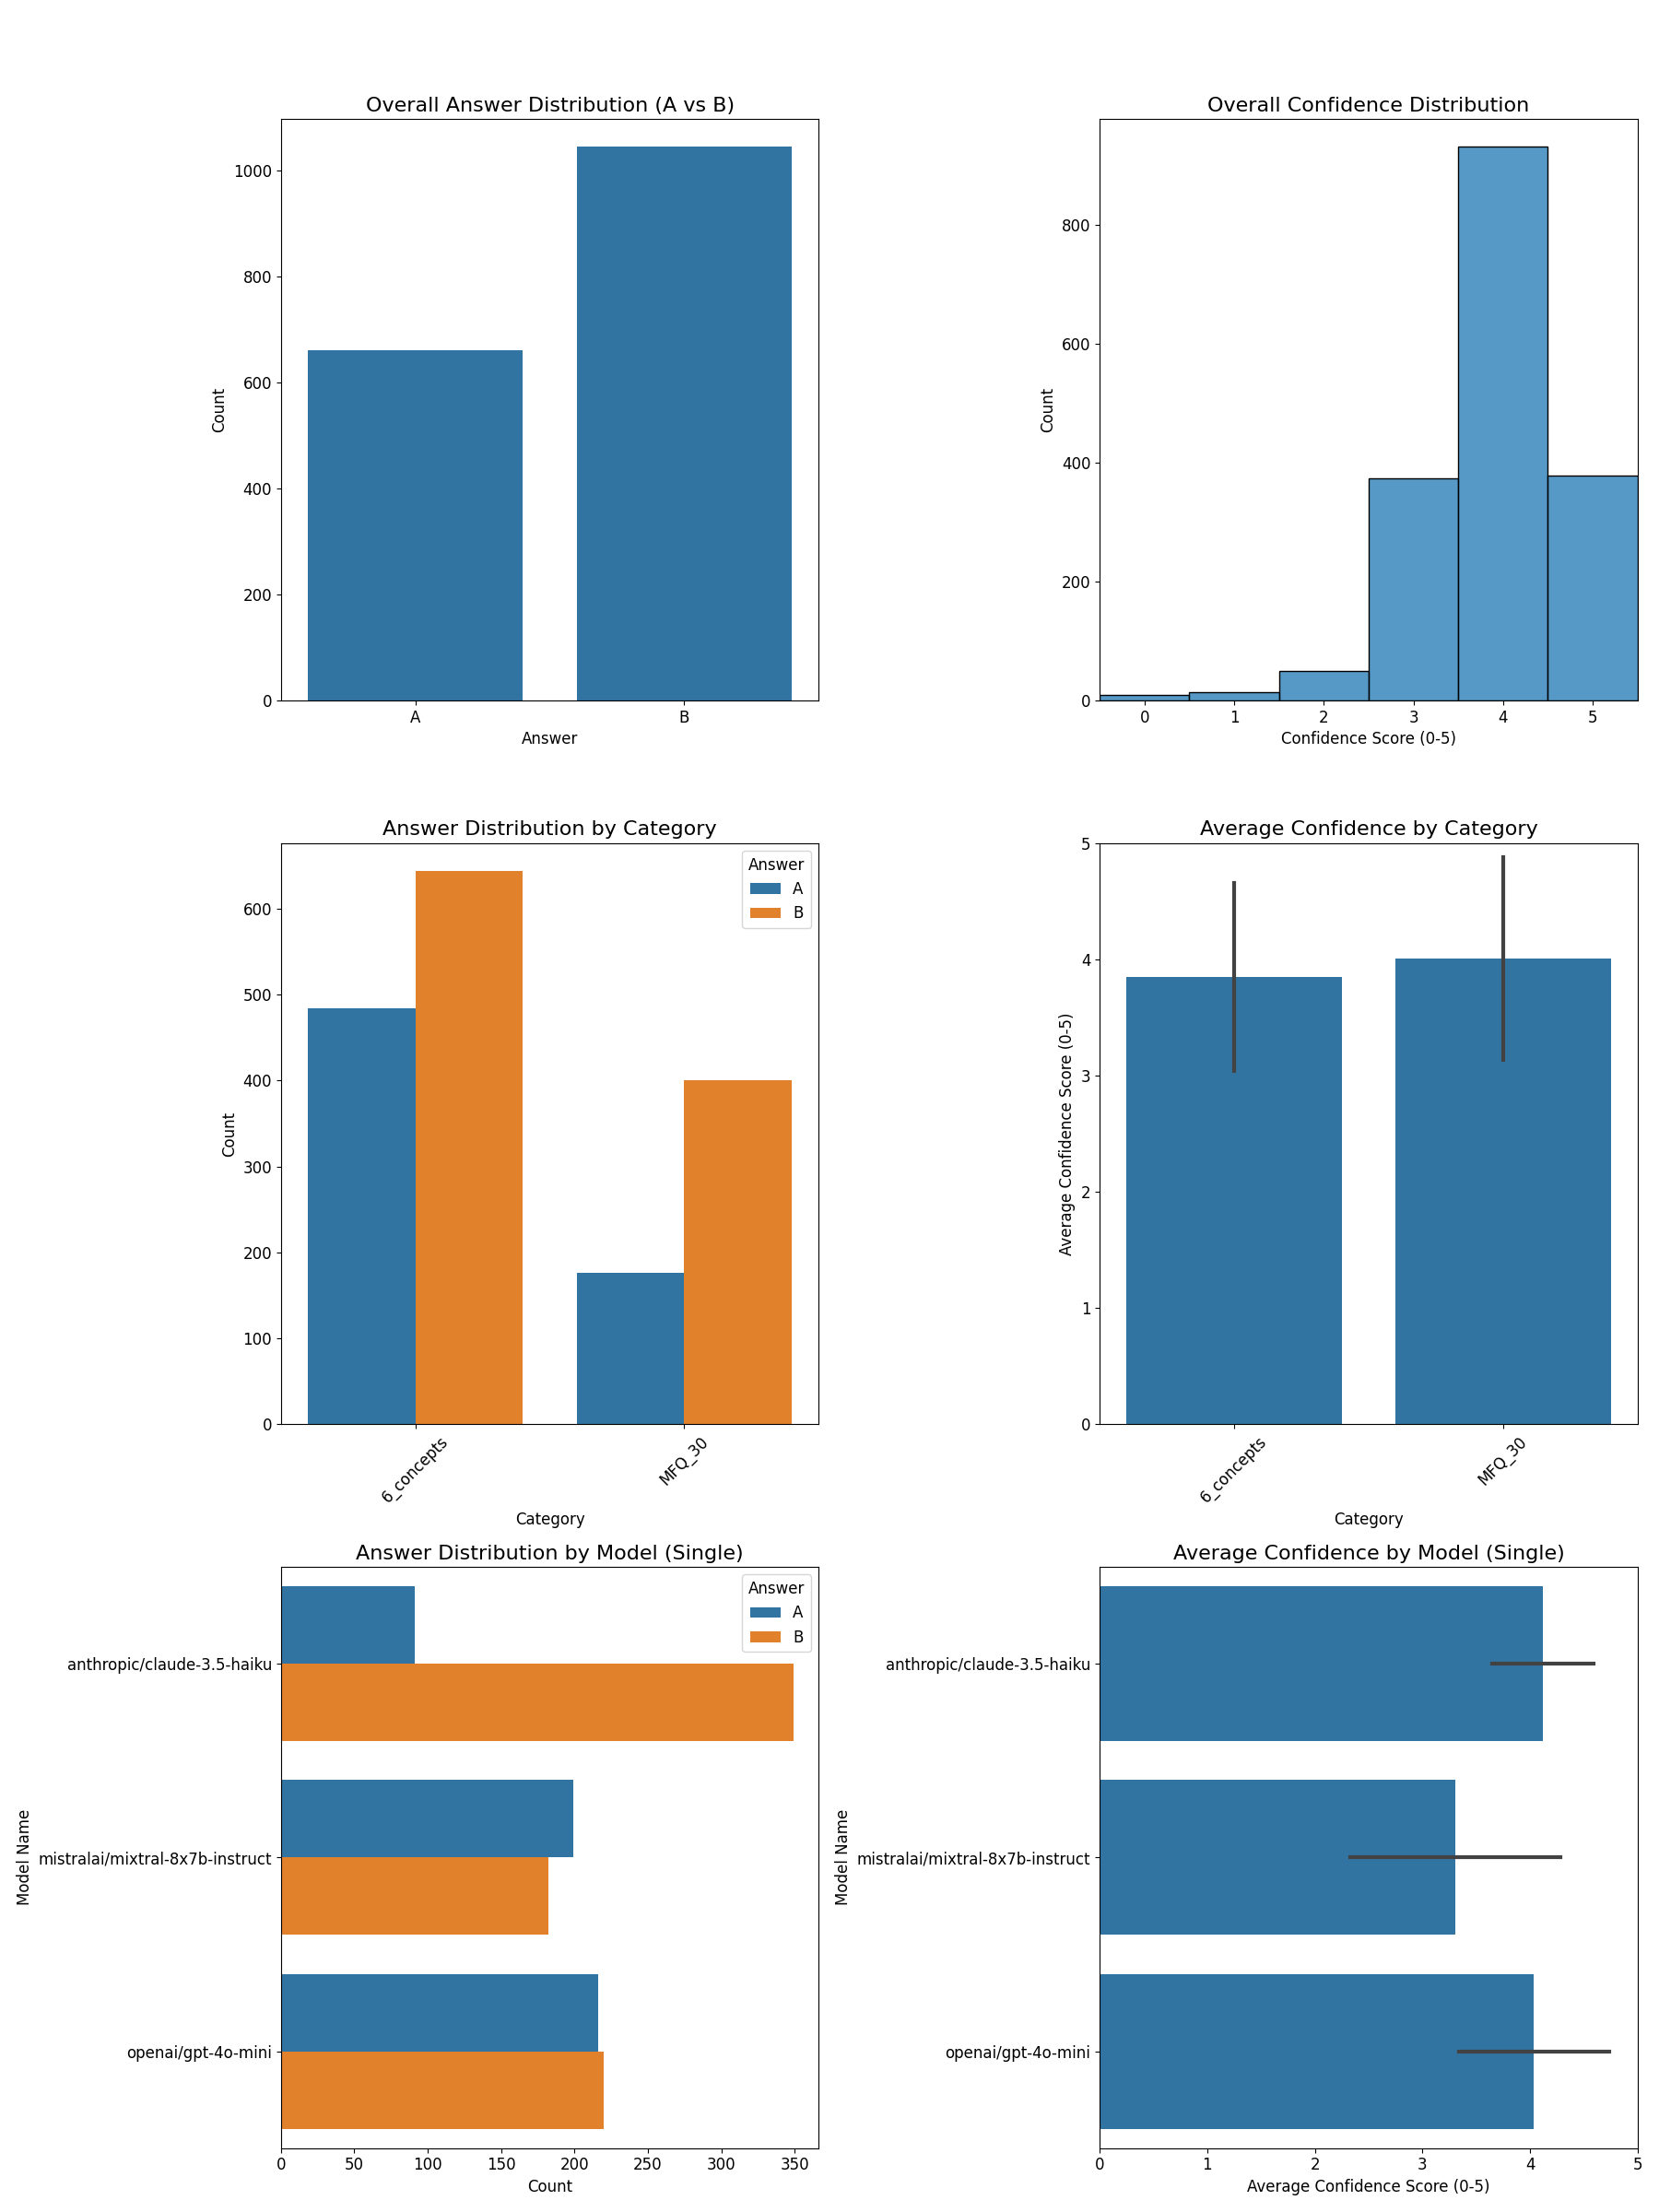 Overall Answer Distribution (A vs B)
1000
800
600
400
200
0
Count
A
B
Answer
Overall Confidence Distribution
800
600
400
200
0
Count
0
1
2
3
4
5
Confidence Score (0-5)
Answer Distribution by Category
Answer
A
B
600
500
400
300
200
100
0
Count
6_concepts
MFQ_30
Category
Average Confidence by Category
5
4
3
2
1
0
Average Confidence Score (0-5)
6_concepts
MFQ_30
Category
Answer Distribution by Model (Single)
Answer
A
B
Model Name
anthropic/claude-3.5-haiku
mistralai/mixtral-8x7b-instruct
openai/gpt-4o-mini
0
50
100
150
200
250
300
350
Count
Average Confidence by Model (Single)
Model Name
anthropic/claude-3.5-haiku
mistralai/mixtral-8x7b-instruct
openai/gpt-4o-mini
0
1
2
3
4
5
Average Confidence Score (0-5)